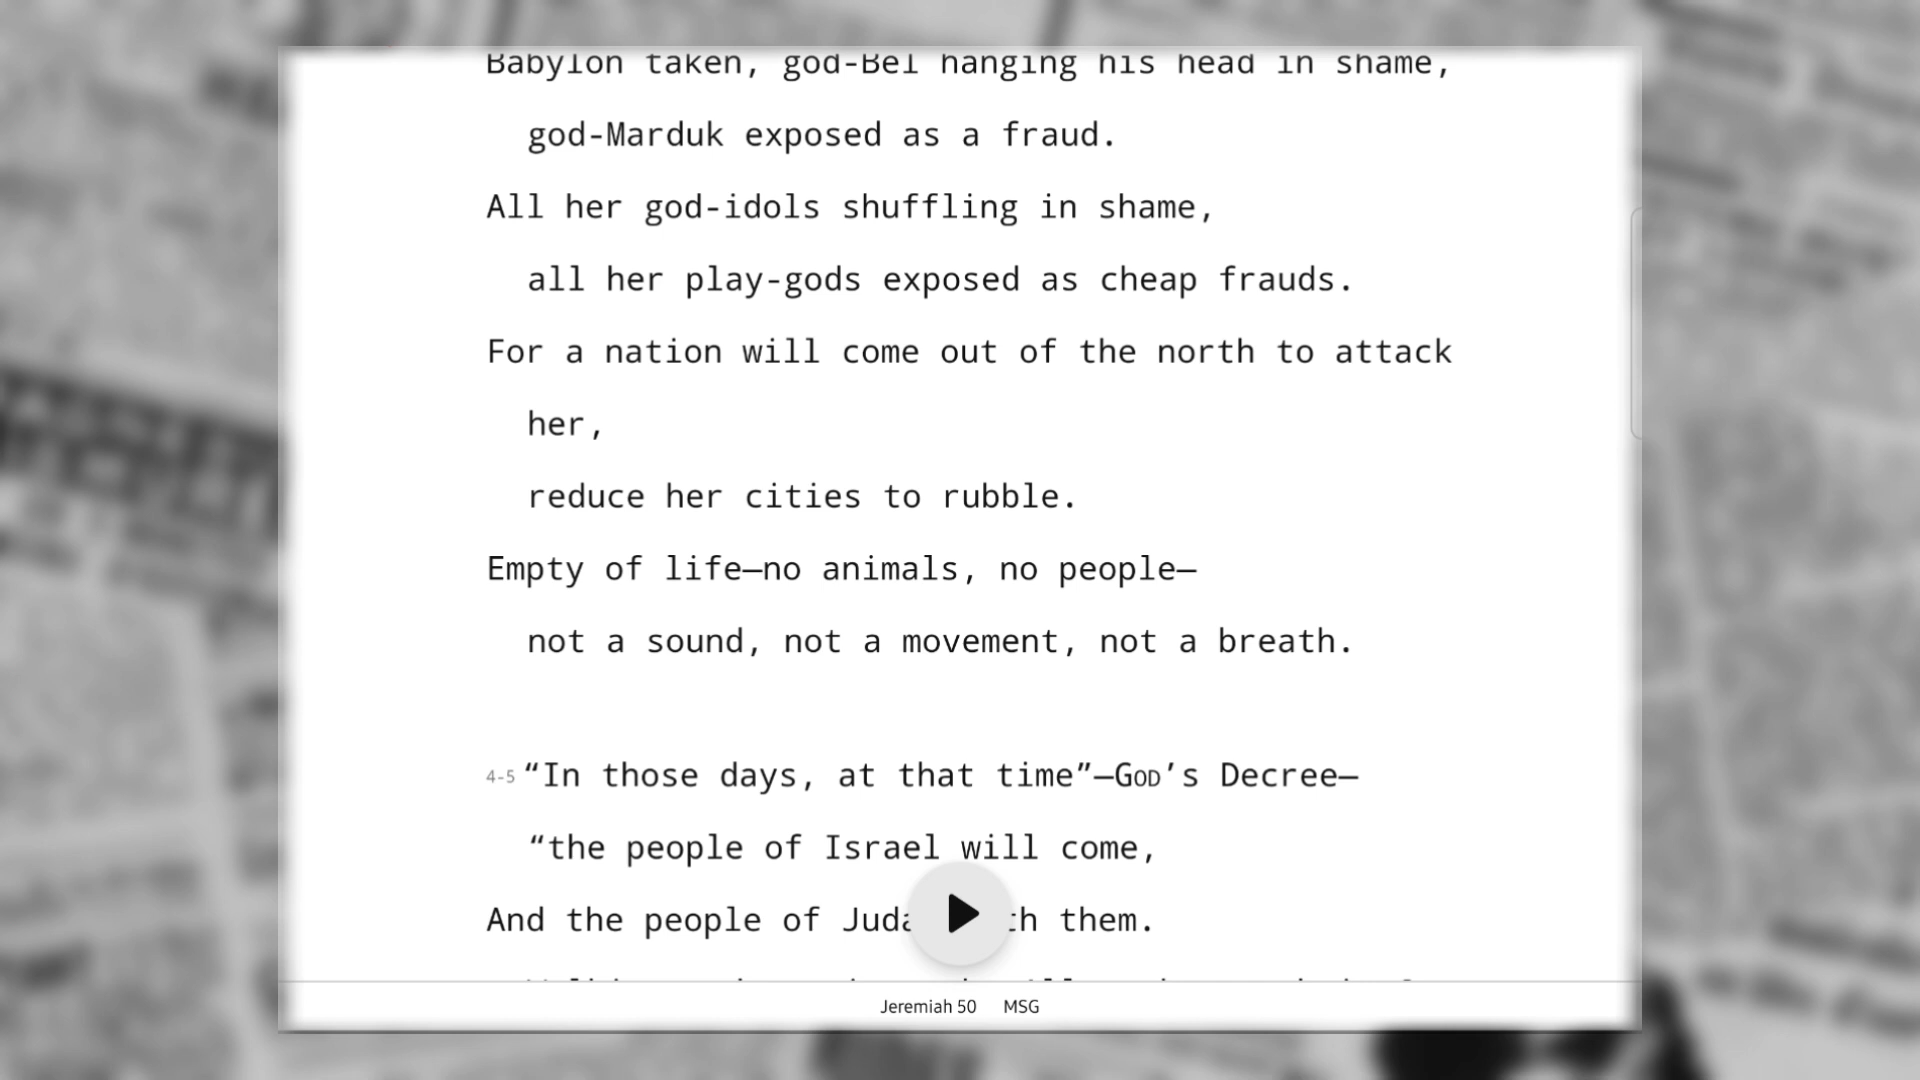 Babylon taken, god-Bel hanging his head in shame,
god-Marduk exposed as a fraud.
All her god-idols shuffling in shame,
all her play-gods exposed as cheap frauds.
For a nation will come out of the north to attack
her,
reduce her cities to rubble.
Empty of life—no animals, no people—
not a sound, not a movement, not a breath.
4-5 “In those days, at that time”—GOD’s Decree—
“the people of Israel will come,
And the people of them.
Jeremiah 50 MSG